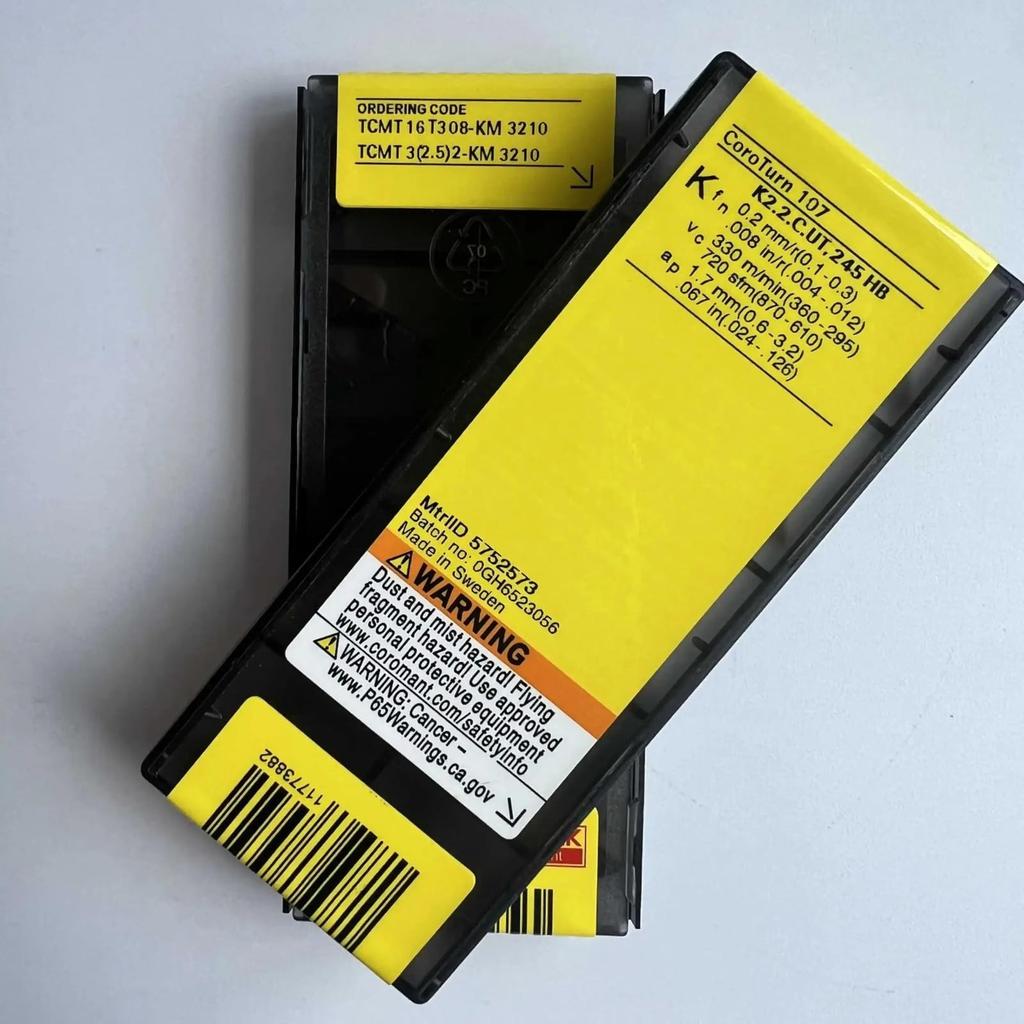 ORDERING CODE
TCMT 16 T3 08-KM 3210
TCMT 3(2.5)2-KM 3210
07
PC
CoroTurn 107
K2.2.C.UT.245 HB
K fn 0.2 mm/r(0.1-0.3)
.008 in/r(.004-.012)
vc 330 m/min(360-295)
720 sfm(870-610)
ap 1.7 mm(0.6-3.2)
.067 in(.024-.126)
MtrlID 5752573
Batch no: 0GH6523056
Made in Sweden
WARNING
Dust and mist hazard! Flying
fragment hazard! Use approved
personal protective equipment
www.coromant.com/safetyinfo
WARNING: Cancer –
www.P65Warnings.ca.gov
11773882